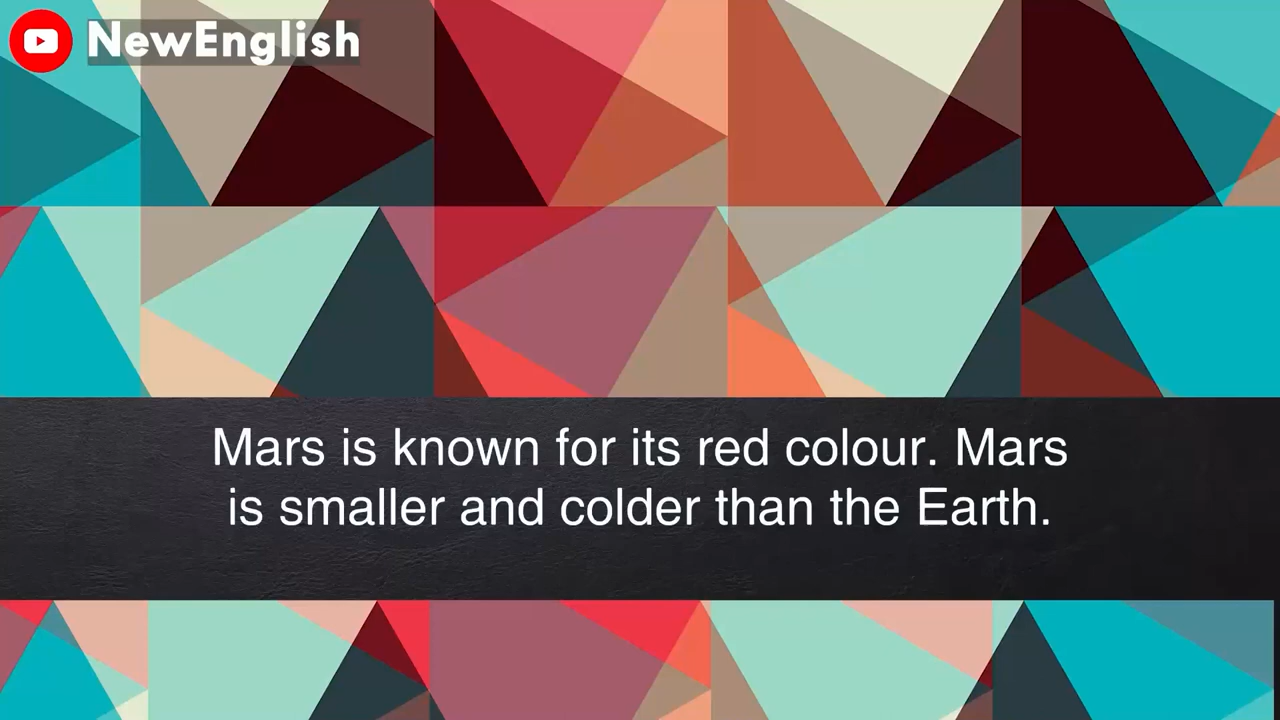 NewEnglish
Mars is known for its red colour. Mars
is smaller and colder than the Earth.